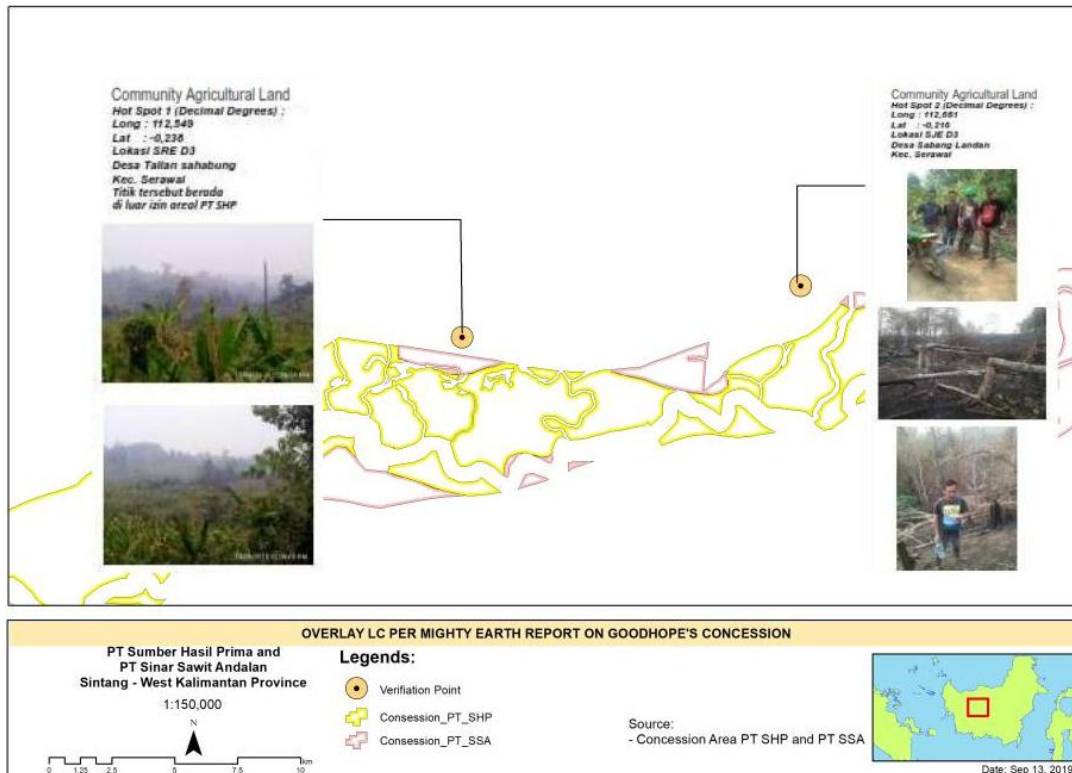 Community Agricultural Land
Hot Spot 1 (Decimal Degrees) :
Long : 112,549
Lat : -0,236
Lokasi SRE D3
Desa Tallan sahabung
Kec. Serawai
Titik tersebut berada
di luar izin areal PT SHP
Community Agricultural Land
Hot Spot 2 (Decimal Degrees) :
Long : 112,661
Lat : -0,216
Lokasi SJE D3
Desa Sabang Landan
Kec. Serawai
OVERLAY LC PER MIGHTY EARTH REPORT ON GOODHOPE'S CONCESSION
PT Sumber Hasil Prima and
PT Sinar Sawit Andalan
Sintang - West Kalimantan Province
1:150,000
N
0 1.25 2.5 5 7.5 10
km
Legends:
Verifiation Point
Consession_PT_SHP
Consession_PT_SSA
Source:
- Concession Area PT SHP and PT SSA
Date: Sep 13, 2019